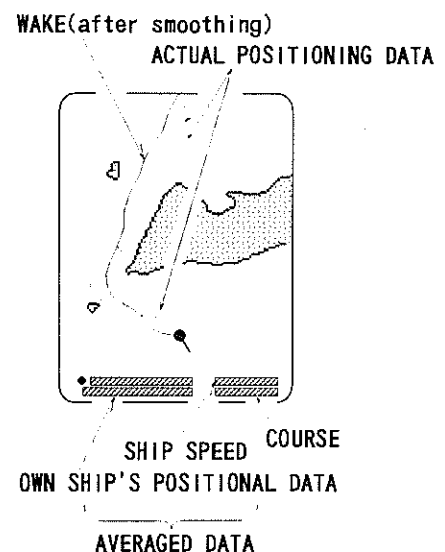 WAKE(after smoothing)
ACTUAL POSITIONING DATA
SHIP SPEED
COURSE
OWN SHIP'S POSITIONAL DATA
AVERAGED DATA